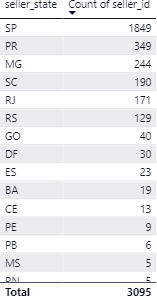 seller_state Count of seller_id
SP 1849
PR 349
MG 244
SC 190
RJ 171
RS 129
GO 40
DF 30
ES 23
BA 19
CE 13
PE 9
PB 6
MS 5
RN 5
Total 3095